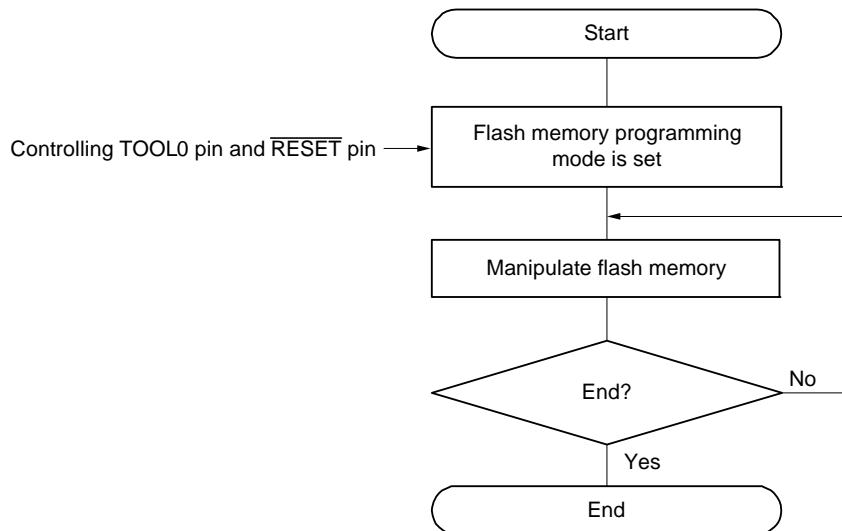 Start
Controlling TOOL0 pin and RESET pin
Flash memory programming
mode is set
Manipulate flash memory
End?
No
Yes
End